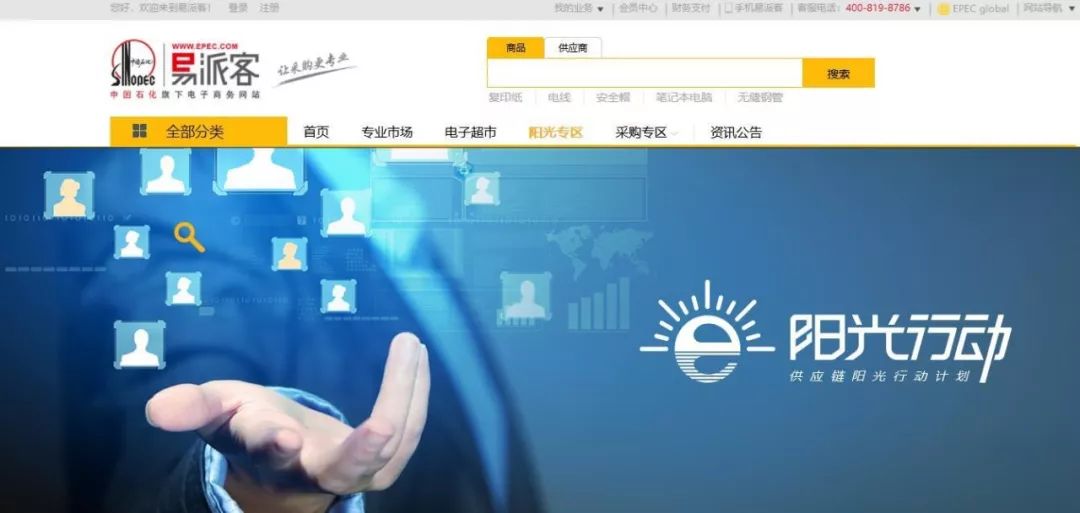 您好，欢迎来到易派客！ 登录 注册 我的业务 会员中心 财务支付 手机易派客 客服电话：400-819-8786 EPEC global 网站导航
WWW.EPEC.COM
中国石化
SINOPEC
易派客
中国石化 旗下电子商务网站
让采购更专业
商品 供应商
搜索
复印纸 电线 安全帽 笔记本电脑 无缝钢管
全部分类 首页 专业市场 电子超市 阳光专区 采购专区 资讯公告
阳光行动
供应链阳光行动计划